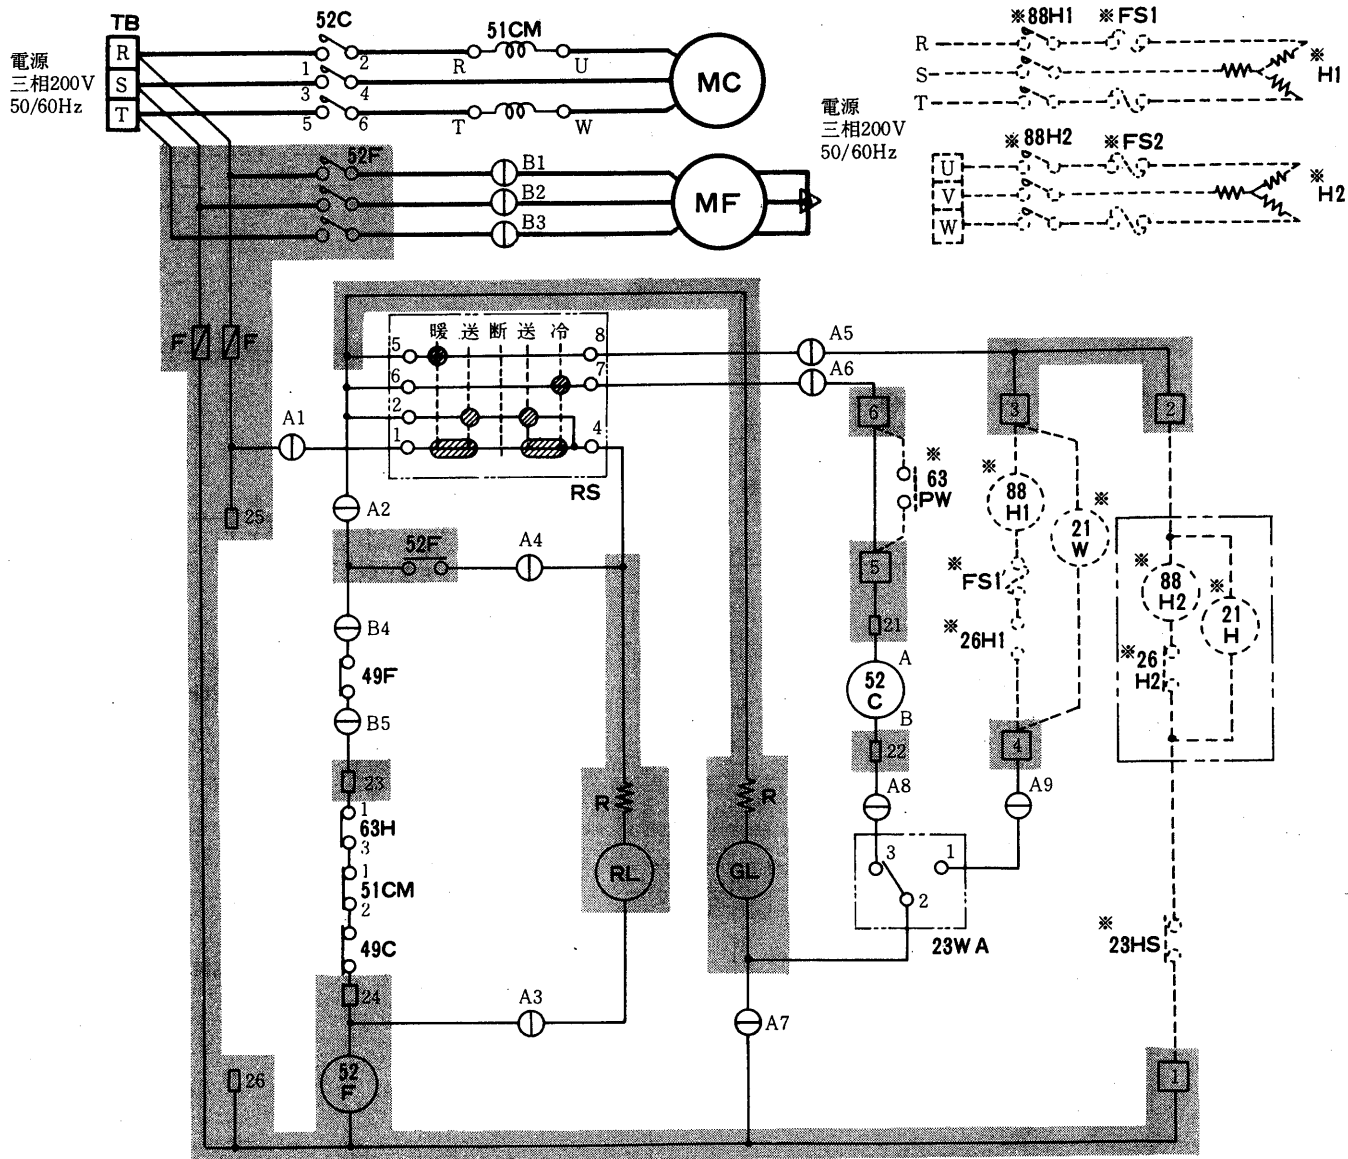 TB
52C
51CM
※88H1 ※FS1
電源
三相200V
50/60Hz
R
S
T
1
2
3
4
5
6
R
U
T
W
MC
R
S
T
※
H1
電源
三相200V
50/60Hz
※88H2 ※FS2
U
V
W
※
H2
52F
B1
B2
B3
MF
F
F
暖 送 断 送 冷
5
8
6
7
2
1
4
RS
A1
A5
A6
25
A2
52F
A4
6
※
63
PW
5
21
A
52
C
B
22
A8
3
2
※
88
H1
※
21
W
※
FS1
※26H1
4
A9
※
88
H2
※
21
H
※26
H2
B4
49F
B5
23
1
63H
3
1
51CM
2
49C
24
R
RL
R
GL
3
1
2
23WA
※
23HS
A3
A7
26
52
F
1